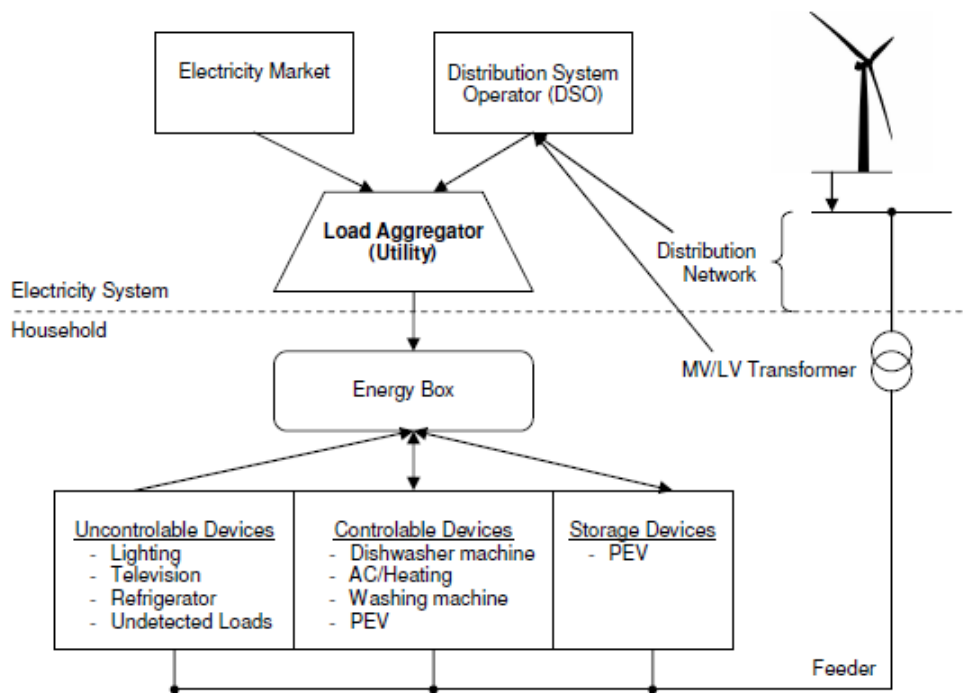 Electricity Market
Distribution System
Operator (DSO)
Load Aggregator
(Utility)
Distribution
Network
Electricity System
Household
MV/LV Transformer
Energy Box
Uncontrolable Devices
- Lighting
- Television
- Refrigerator
- Undetected Loads
Controlable Devices
- Dishwasher machine
- AC/Heating
- Washing machine
- PEV
Storage Devices
- PEV
Feeder